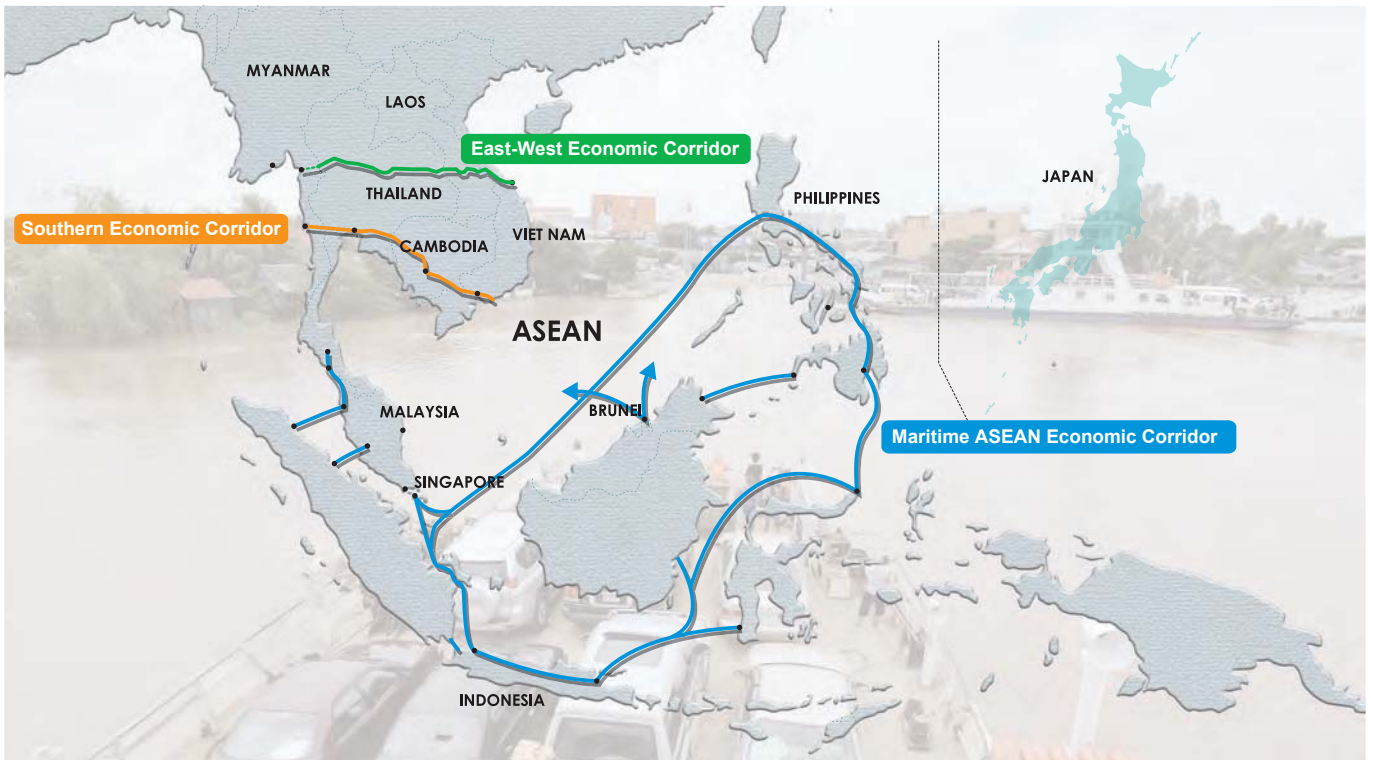 MYANMAR
LAOS
East-West Economic Corridor
JAPAN
THAILAND
PHILIPPINES
Southern Economic Corridor
CAMBODIA
VIET NAM
ASEAN
MALAYSIA
BRUNEI
Maritime ASEAN Economic Corridor
SINGAPORE
INDONESIA